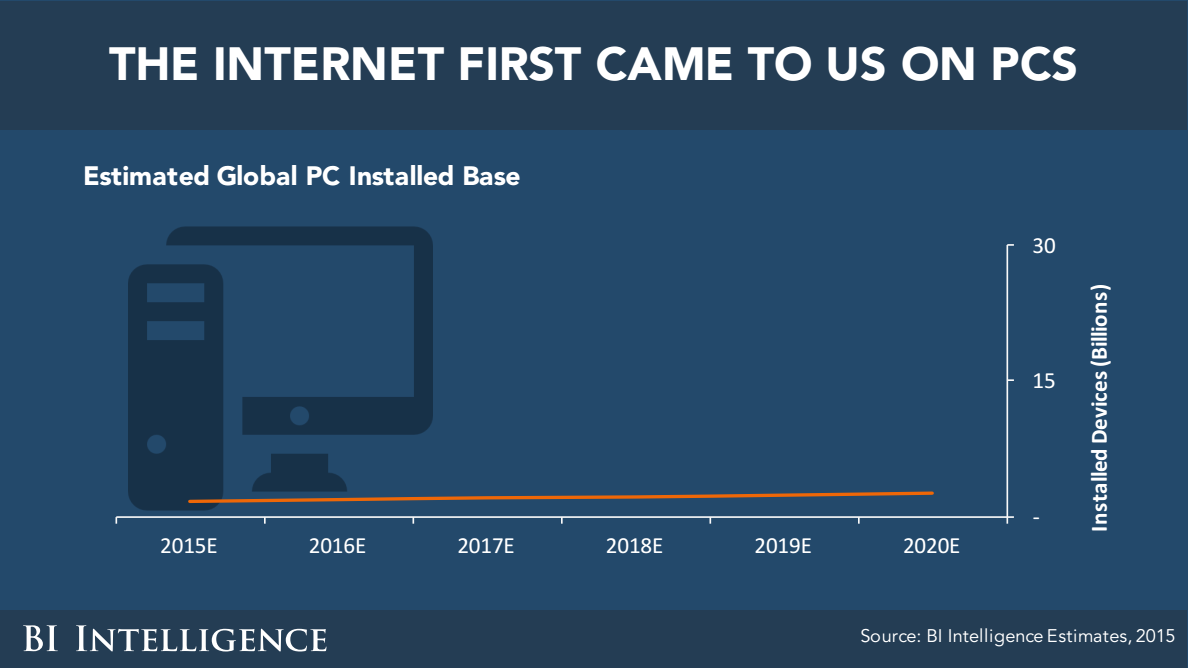 THE INTERNET FIRST CAME TO US ON PCS
Estimated Global PC Installed Base
30
15
-
Installed Devices (Billions)
2015E 2016E 2017E 2018E 2019E 2020E
BI INTELLIGENCE
Source: BI Intelligence Estimates, 2015